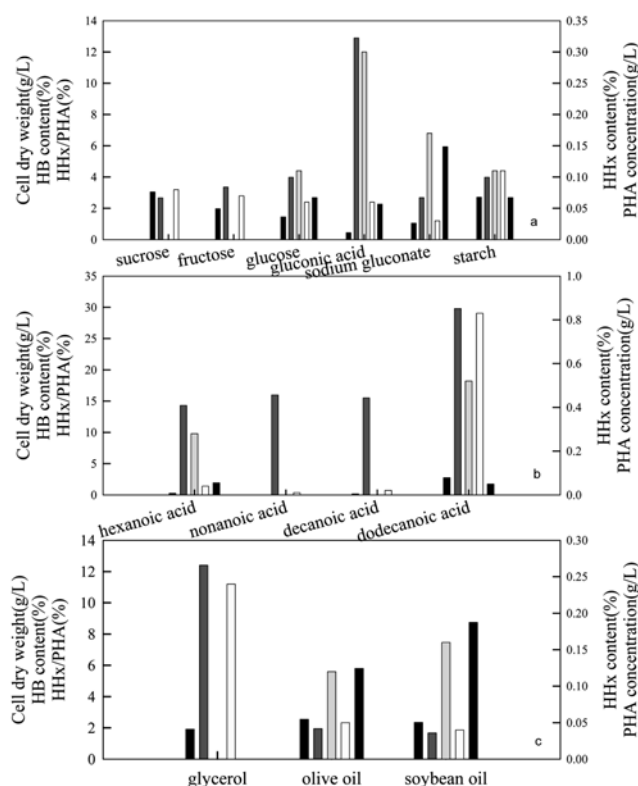 Cell dry weight(g/L)
HB content(%)
HHx/PHA(%)
14
12
10
8
6
4
2
0
0.35
0.30
0.25
0.20
0.15
0.10
0.05
0.00
HHx content(%)
PHA concentration(g/L)
a
sucrose
fructose
glucose
gluconic acid
sodium gluconate
starch
Cell dry weight(g/L)
HB content(%)
HHx/PHA(%)
35
30
25
20
15
10
5
0
1.0
0.8
0.6
0.4
0.2
0.0
HHx content(%)
PHA concentration(g/L)
b
hexanoic acid
nonanoic acid
decanoic acid
dodecanoic acid
Cell dry weight(g/L)
HB content(%)
HHx/PHA(%)
14
12
10
8
6
4
2
0
0.30
0.25
0.20
0.15
0.10
0.05
0.00
HHx content(%)
PHA concentration(g/L)
c
glycerol
olive oil
soybean oil